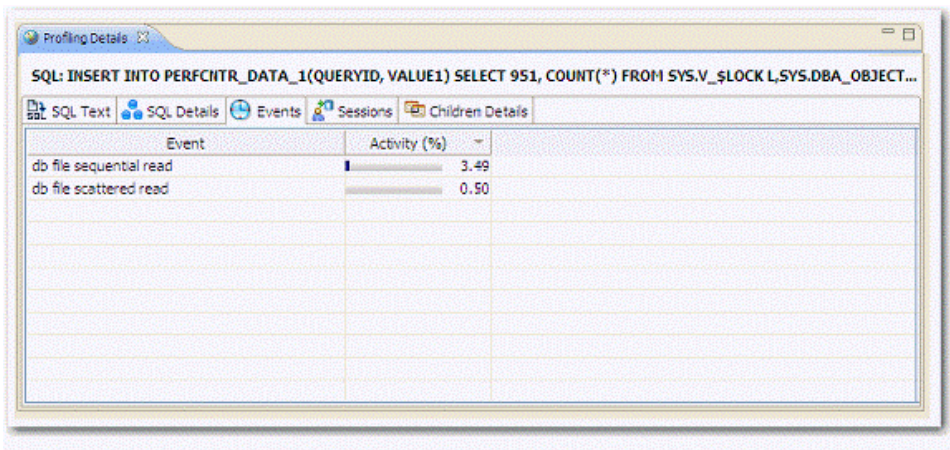 Profiling Details
SQL: INSERT INTO PERFCNTR_DATA_1(QUERYID, VALUE1) SELECT 951, COUNT(*) FROM SYS.V_$LOCK L,SYS.DBA_OBJECT...
SQL Text SQL Details Events Sessions Children Details
Event Activity (%)
db file sequential read 3.49
db file scattered read 0.50